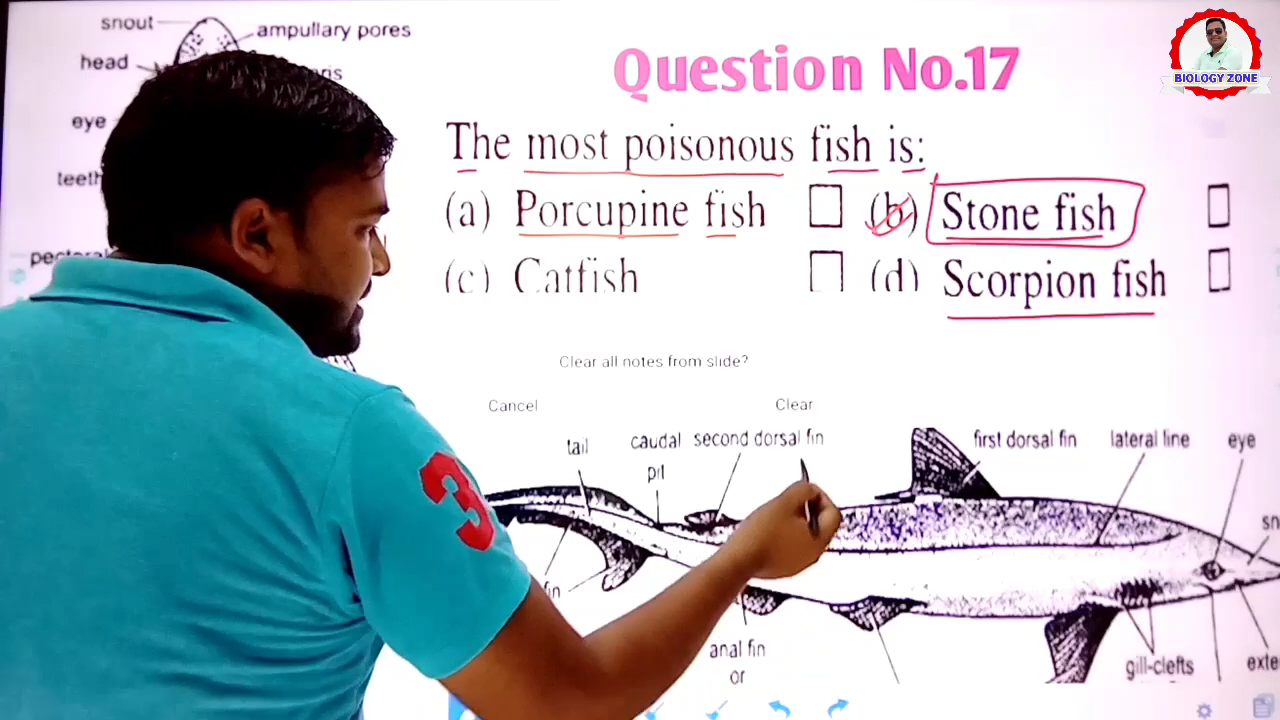 snout
ampullary pores
head
eye
teeth
BIOLOGY ZONE
Question No.17
The most poisonous fish is:
(a) Porcupine fish (b) Stone fish
(c) Catfish (d) Scorpion fish
Clear all notes from slide?
Cancel Clear
tail
caudal
second dorsal fin
first dorsal fin
lateral line
eye
anal fin
or
gill-clefts
3